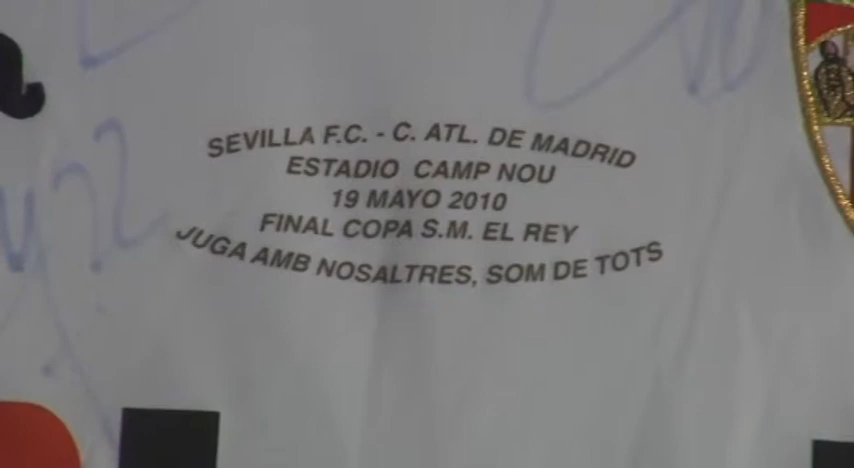 SEVILLA F.C. - C. ATL. DE MADRID
ESTADIO CAMP NOU
19 MAYO 2010
FINAL COPA S.M. EL REY
JUGA AMB NOSALTRES, SOM DE TOTS